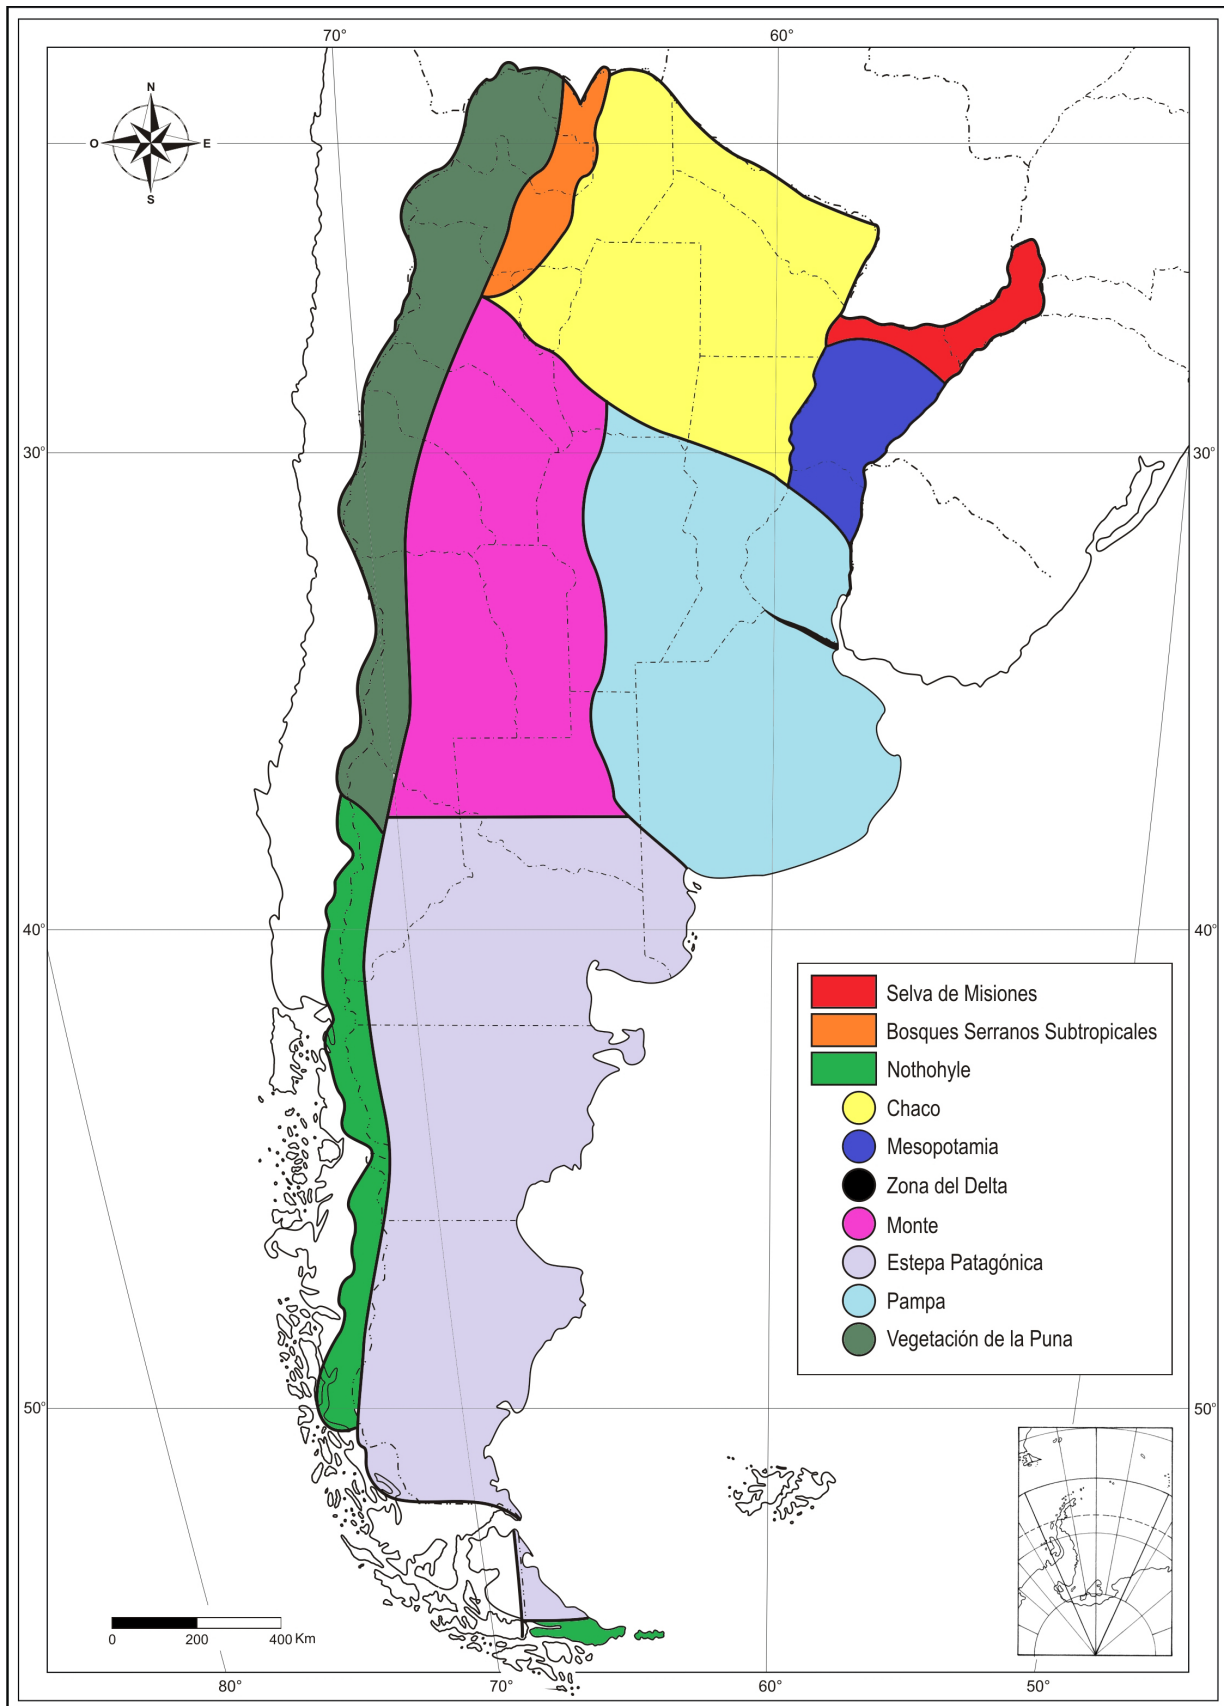 70°
60°
N
O
E
S
30°
30°
40°
40°
Selva de Misiones
Bosques Serranos Subtropicales
Nothohyle
Chaco
Mesopotamia
Zona del Delta
Monte
Estepa Patagónica
Pampa
Vegetación de la Puna
50°
50°
0 200 400 Km
80°
70°
60°
50°